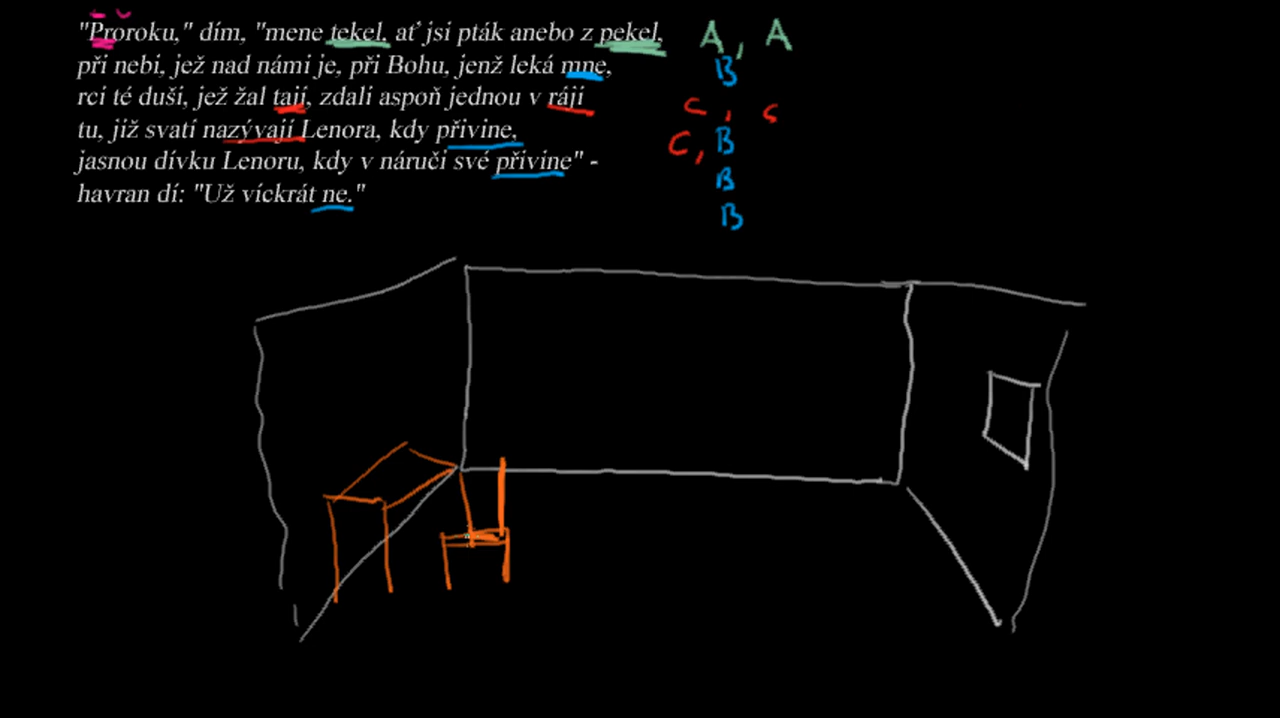 "Proroku," dím, "mene tekel, ať jsi pták anebo z pekel, A, A
při nebi, jež nad námi je, při Bohu, jenž leká mne, B
rci té duši, jež žal tají, zdali aspoň jednou v ráji C, C
tu, již svatí nazývají Lenora, kdy přivine, C, B
jasnou dívku Lenoru, kdy v náručí své přivine" - B
havran dí: "Už víckrát ne." B